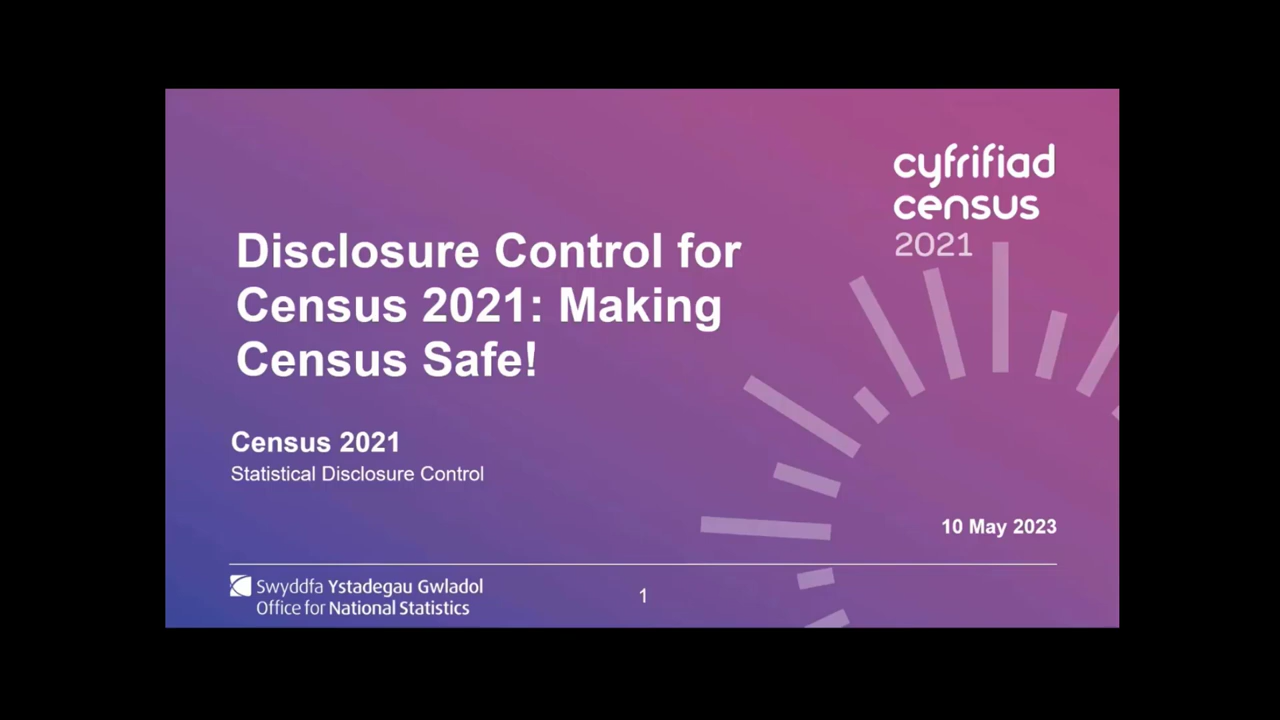 cyfrifiad
census
2021
Disclosure Control for
Census 2021: Making
Census Safe!
Census 2021
Statistical Disclosure Control
10 May 2023
Swyddfa Ystadegau Gwladol
Office for National Statistics
1